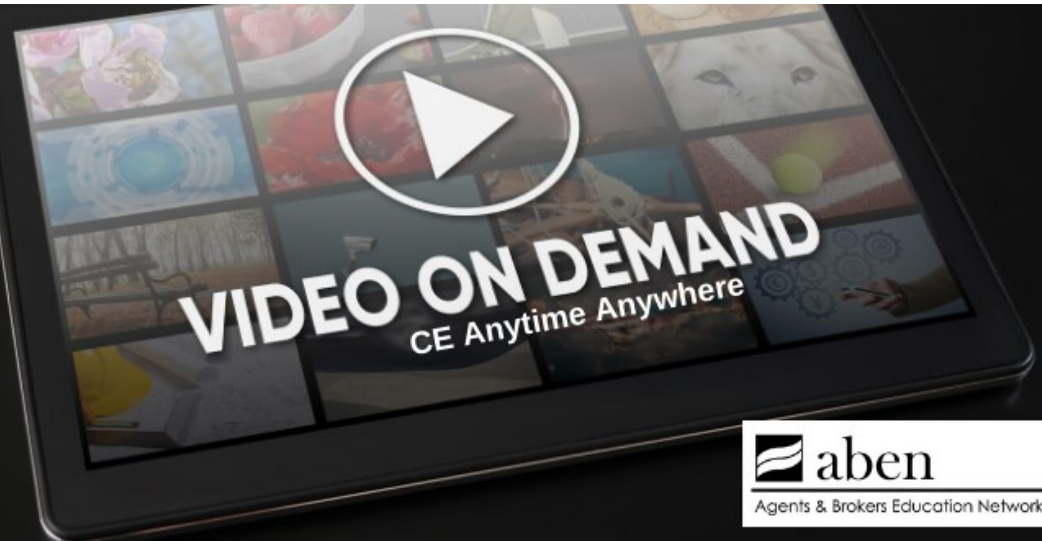 VIDEO ON DEMAND
CE Anytime Anywhere
aben
Agents & Brokers Education Network